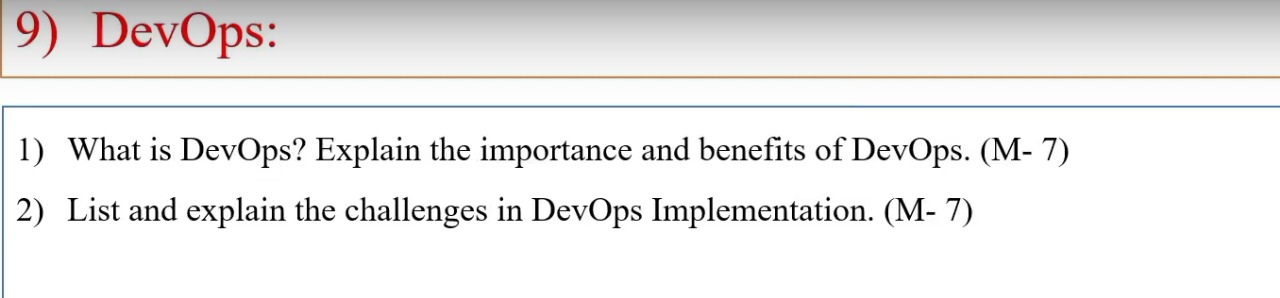 9) DevOps:
1) What is DevOps? Explain the importance and benefits of DevOps. (M- 7)
2) List and explain the challenges in DevOps Implementation. (M- 7)